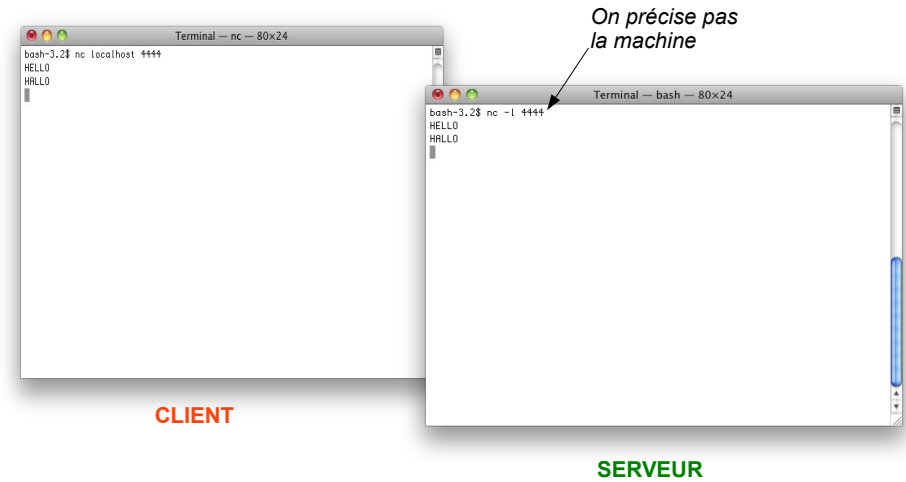 On précise pas
la machine
Terminal — nc — 80×24
bash-3.2$ nc localhost 4444
HELLO
HALLO
Terminal — bash — 80×24
bash-3.2$ nc -l 4444
HELLO
HALLO
CLIENT
SERVEUR